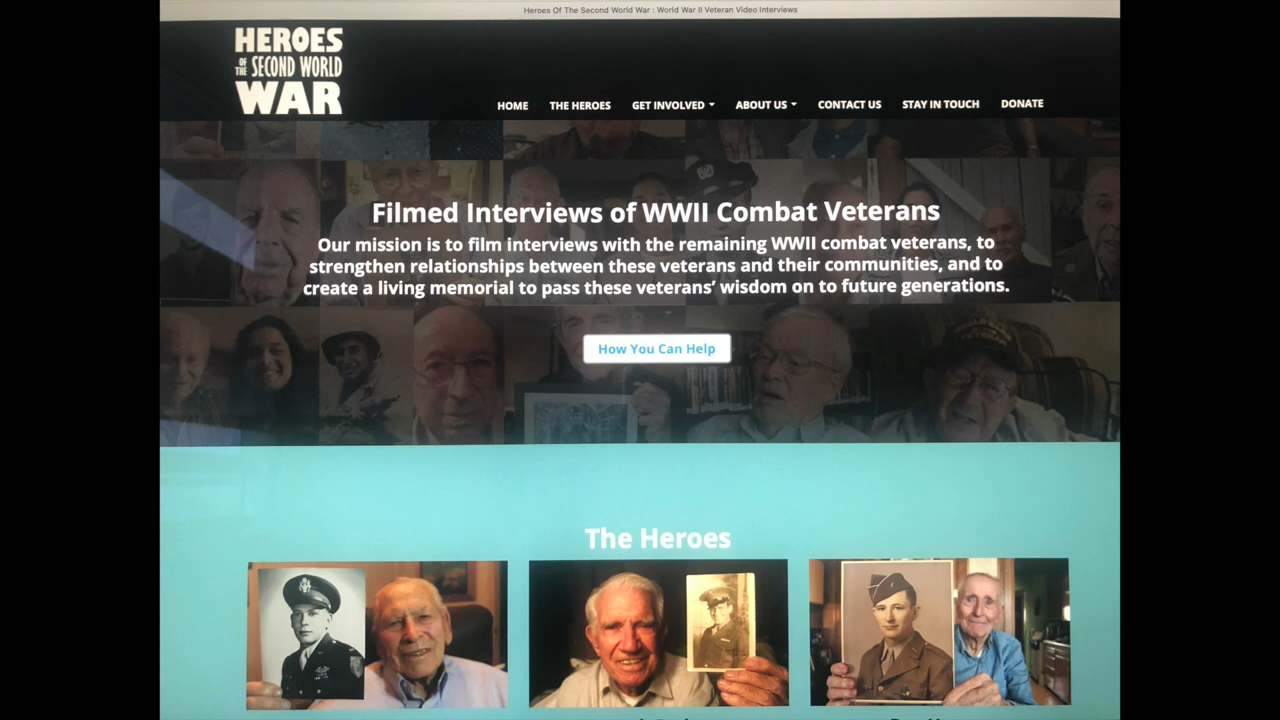 Heroes Of The Second World War : World War II Veteran Video Interviews
HEROES
OF THE SECOND WORLD
WAR
HOME THE HEROES GET INVOLVED ABOUT US CONTACT US STAY IN TOUCH DONATE
Filmed Interviews of WWII Combat Veterans
Our mission is to film interviews with the remaining WWII combat veterans, to
strengthen relationships between these veterans and their communities, and to
create a living memorial to pass these veterans’ wisdom on to future generations.
How You Can Help
The Heroes